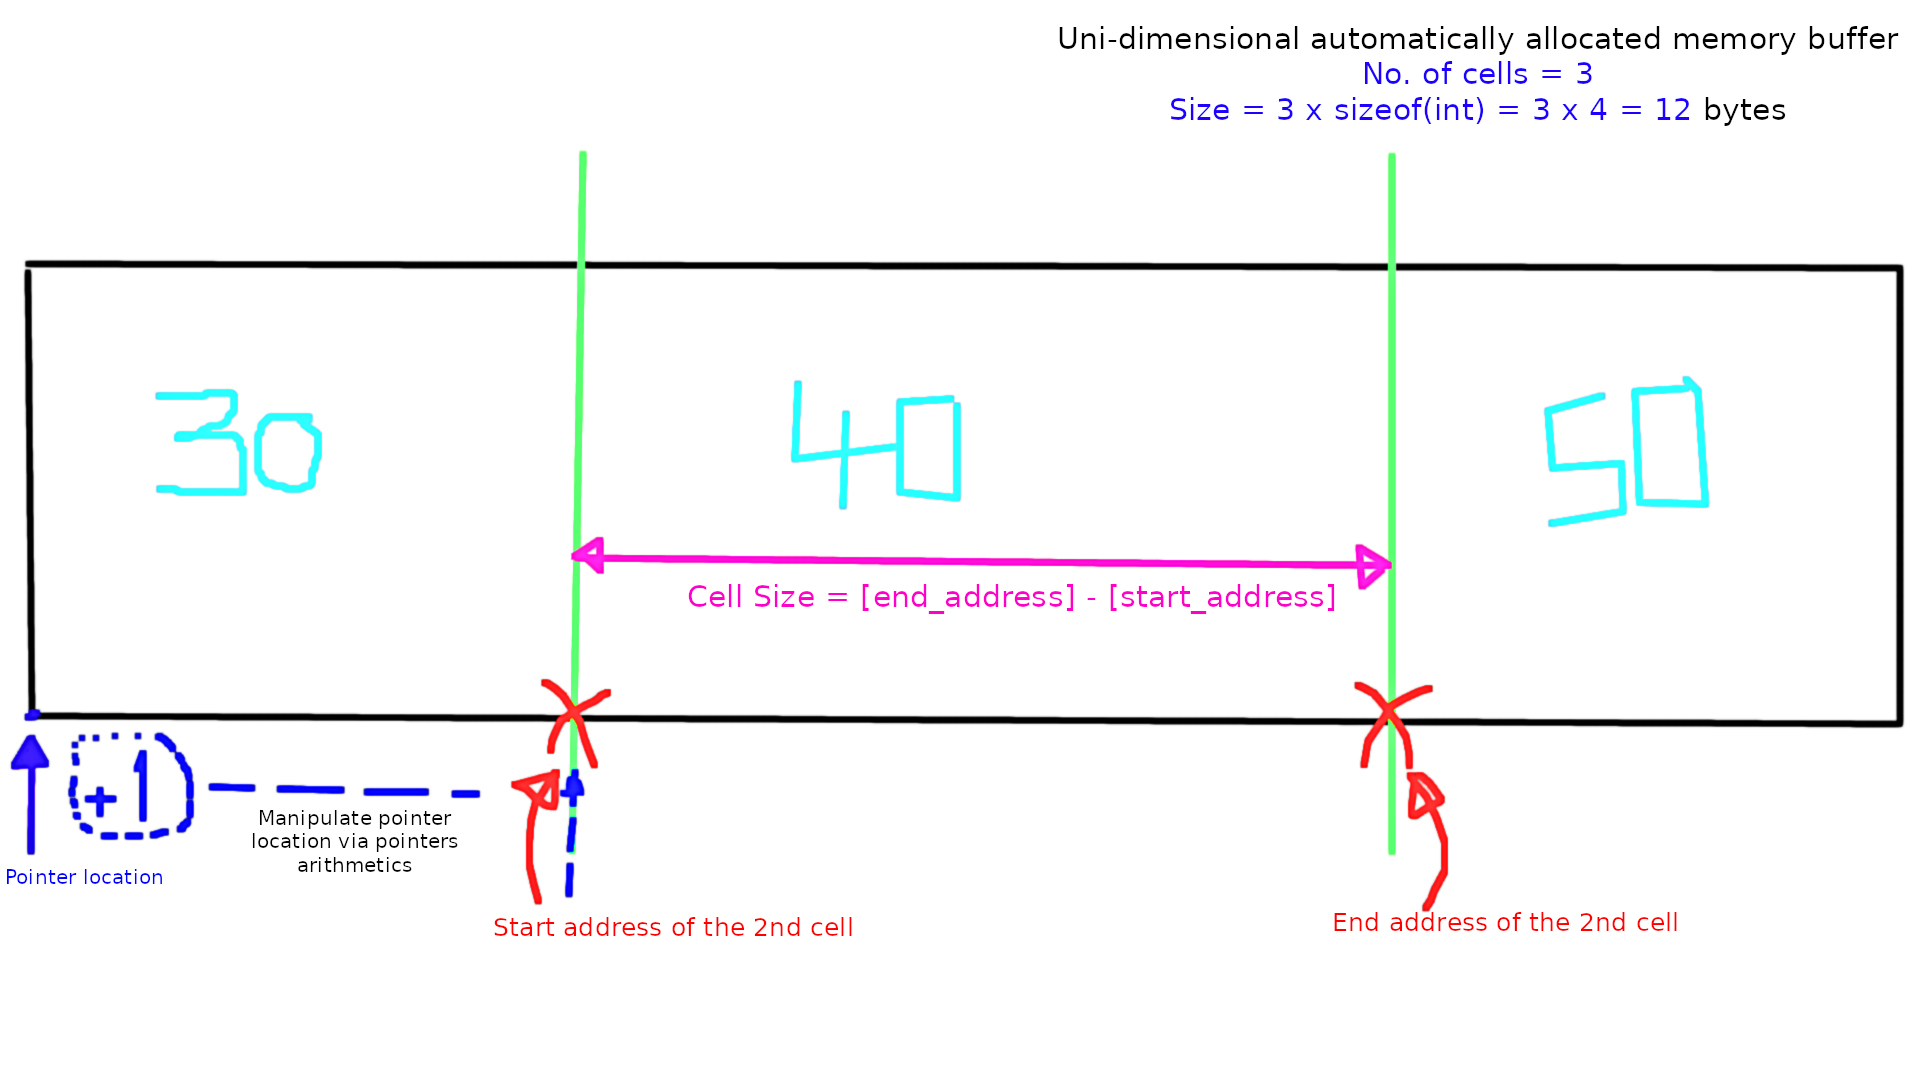 Uni-dimensional automatically allocated memory buffer
No. of cells = 3
Size = 3 x sizeof(int) = 3 x 4 = 12 bytes
30 40 50
Cell Size = [end_address] - [start_address]
+1
Manipulate pointer
location via pointers
arithmetics
Pointer location
Start address of the 2nd cell
End address of the 2nd cell